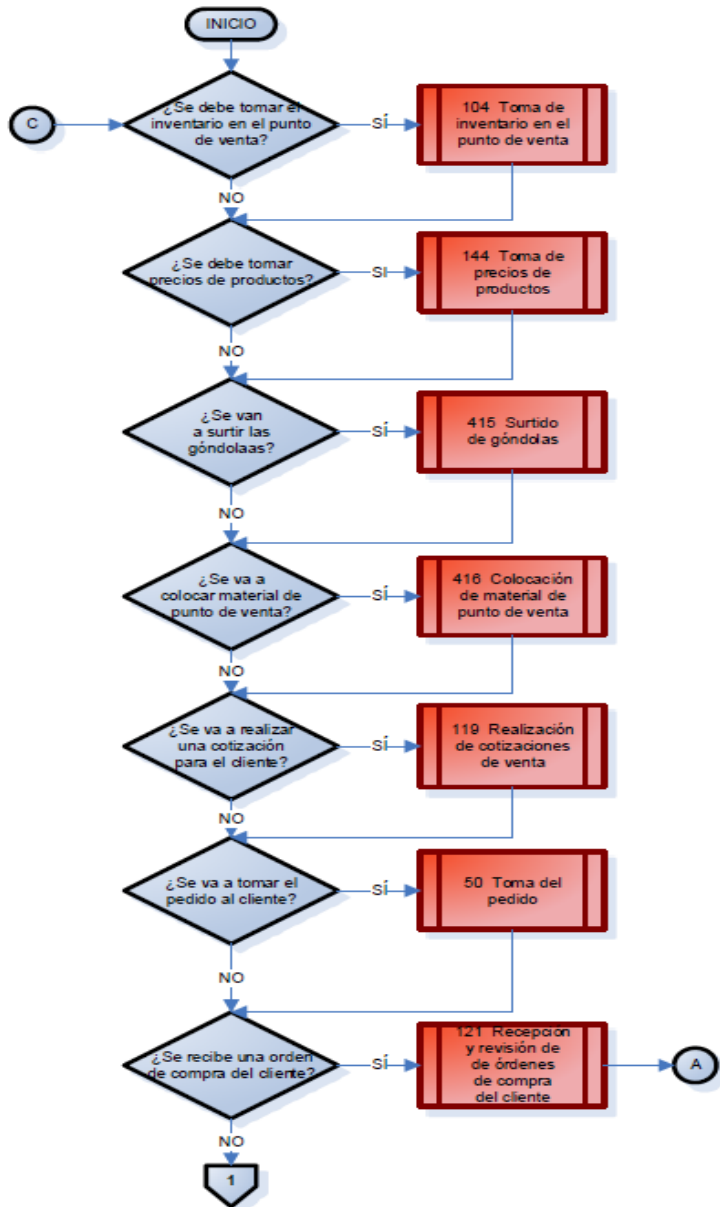 INICIO
C
¿Se debe tomar el
inventario en el punto
de venta?
SÍ
104 Toma de
inventario en el
punto de venta
NO
¿Se debe tomar
precios de productos?
SI
144 Toma de
precios de
productos
NO
¿Se van
a surtir las
góndolaas?
SÍ
415 Surtido
de góndolas
NO
¿Se va a
colocar material de
punto de venta?
SÍ
416 Colocación
de material de
punto de venta
NO
¿Se va a realizar
una cotización
para el cliente?
SÍ
119 Realización
de cotizaciones
de venta
NO
¿Se va a tomar el
pedido al cliente?
SÍ
50 Toma del
pedido
NO
¿Se recibe una orden
de compra del cliente?
SÍ
121 Recepción
y revisión de
de órdenes
de compra
del cliente
A
NO
1